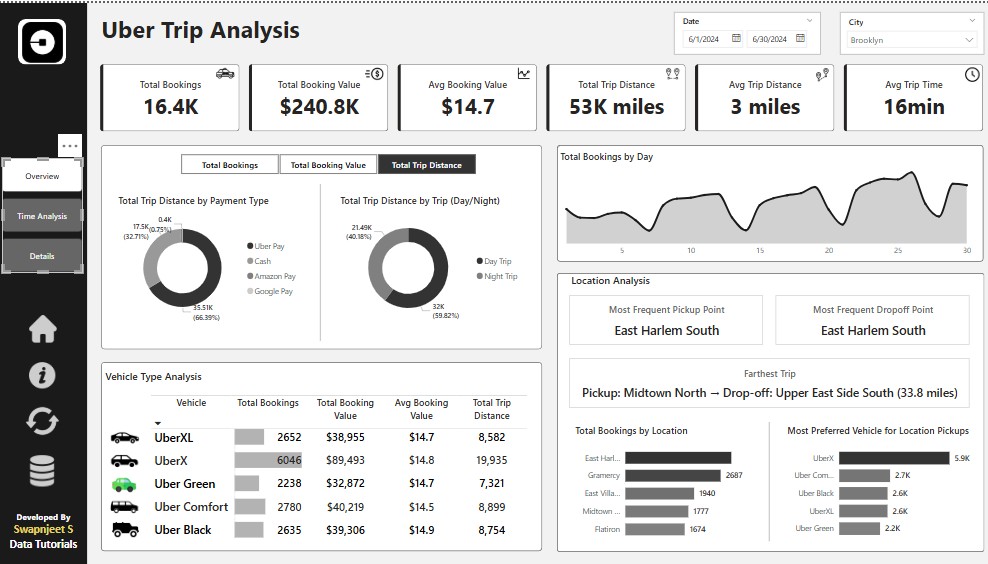 Uber Trip Analysis
Date
6/1/2024
6/30/2024
City
Brooklyn
Total Bookings
16.4K
Total Booking Value
$240.8K
Avg Booking Value
$14.7
Total Trip Distance
53K miles
Avg Trip Distance
3 miles
Avg Trip Time
16min
Overview
Time Analysis
Details
Developed By
Swapnjeet S
Data Tutorials
Total Bookings
Total Booking Value
Total Trip Distance
Total Trip Distance by Payment Type
0.4K
(0.75%)
17.5K
(32.71%)
35.51K
(66.39%)
Uber Pay
Cash
Amazon Pay
Google Pay
Total Trip Distance by Trip (Day/Night)
21.49K
(40.18%)
32K
(59.82%)
Day Trip
Night Trip
Total Bookings by Day
5
10
15
20
25
30
Vehicle Type Analysis
Vehicle Total Bookings Total Booking Value Avg Booking Value Total Trip Distance
UberXL 2652 $38,955 $14.7 8,582
UberX 6046 $89,493 $14.8 19,935
Uber Green 2238 $32,872 $14.7 7,321
Uber Comfort 2780 $40,219 $14.5 8,899
Uber Black 2635 $39,306 $14.9 8,754
Location Analysis
Most Frequent Pickup Point
East Harlem South
Most Frequent Dropoff Point
East Harlem South
Farthest Trip
Pickup: Midtown North → Drop-off: Upper East Side South (33.8 miles)
Total Bookings by Location
East Harl...
Gramercy 2687
East Villa... 1940
Midtown ... 1777
Flatiron 1674
Most Preferred Vehicle for Location Pickups
UberX 5.9K
Uber Com... 2.7K
Uber Black 2.6K
UberXL 2.6K
Uber Green 2.2K